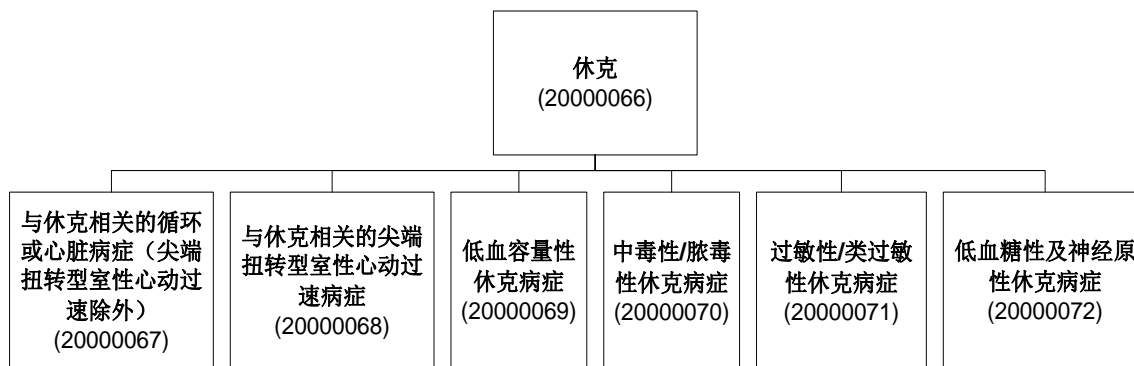 休克
(20000066)
与休克相关的循环
或心脏病症（尖端
扭转型室性心动过
速除外）
(20000067)
与休克相关的尖端
扭转型室性心动过
速病症
(20000068)
低血容量性
休克病症
(20000069)
中毒性/脓毒
性休克病症
(20000070)
过敏性/类过敏
性休克病症
(20000071)
低血糖性及神经原
性休克病症
(20000072)